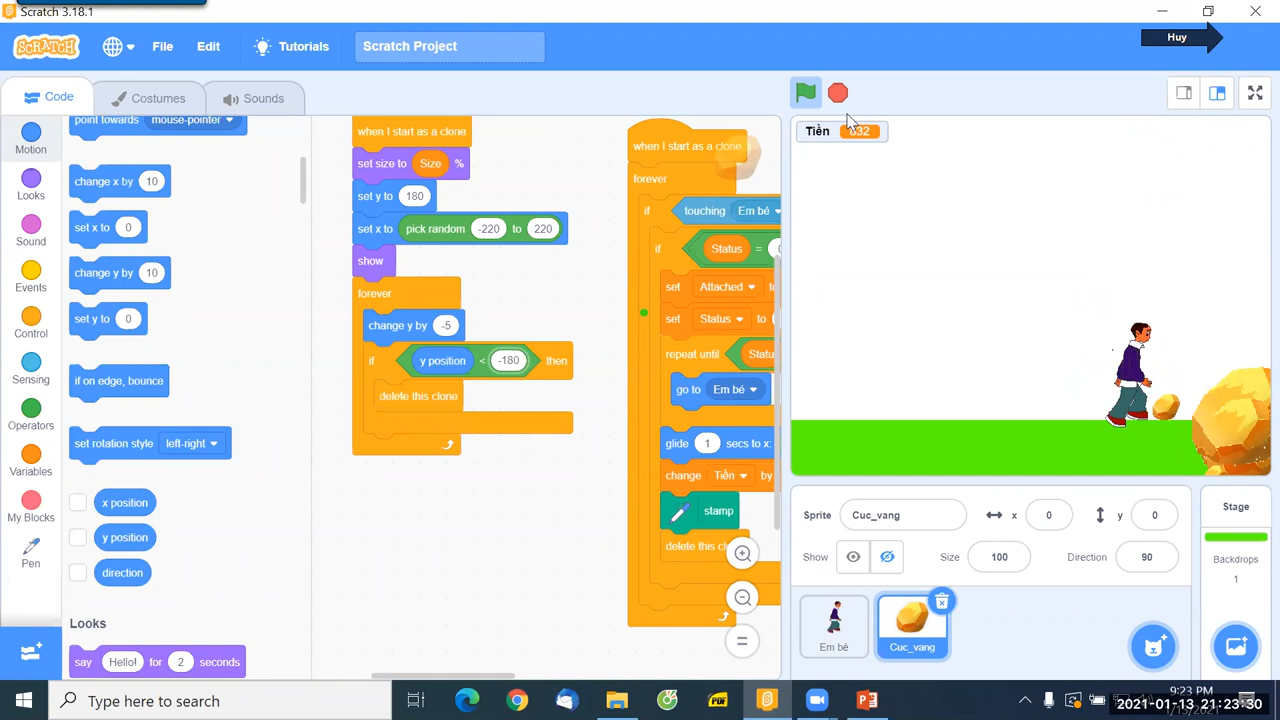 Scratch 3.18.1
Huy
SCRATCH
File
Edit
Tutorials
Scratch Project
Code
Costumes
Sounds
Motion
Looks
Sound
Events
Control
Sensing
Operators
Variables
My Blocks
Pen
point towards mouse-pointer
change x by 10
set x to 0
change y by 10
set y to 0
if on edge, bounce
set rotation style left-right
x position
y position
direction
Looks
say Hello! for 2 seconds
when I start as a clone
set size to Size %
set y to 180
set x to pick random -220 to 220
show
forever
change y by -5
if y position < -180 then
delete this clone
when I start as a clone
forever
if touching Em bé
if Status =
set Attached
set Status to
repeat until
go to Em bé
glide 1 secs to x:
change Tiền by
stamp
delete this
Tiền
Sprite Cuc_vang x 0 y 0
Show Size 100 Direction 90
Em bé
Cuc_vang
Stage
Backdrops
1
Type here to search
PDF
9:23 PM
2021-01-13 21:23:30